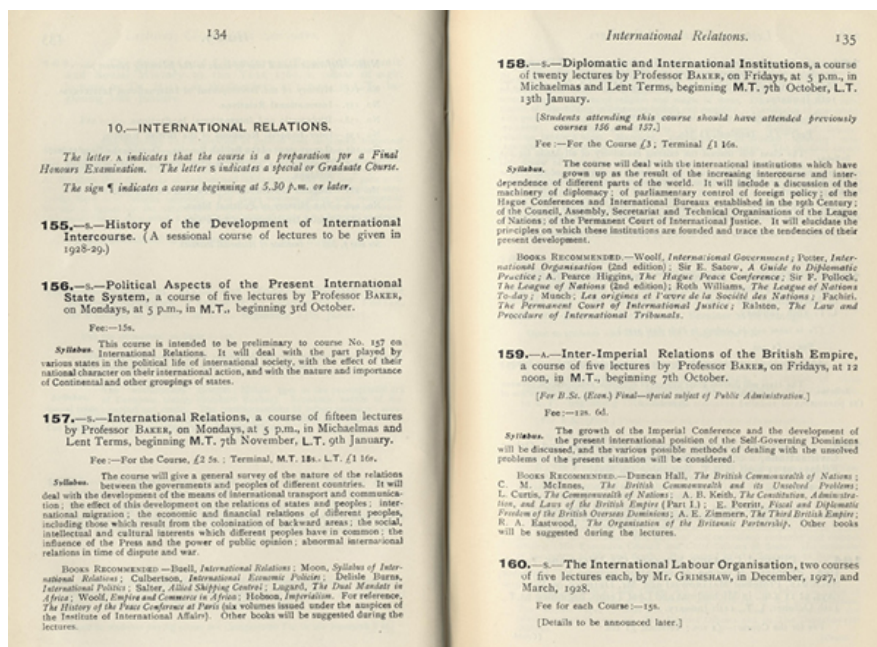 134
10.—INTERNATIONAL RELATIONS.
The letter A indicates that the course is a preparation for a Final
Honours Examination. The letter s indicates a special or Graduate Course.
The sign ¶ indicates a course beginning at 5.30 p.m. or later.
155.—s.—History of the Development of International
Intercourse. (A sessional course of lectures to be given in
1928-29.)
156.—s.—Political Aspects of the Present International
State System, a course of five lectures by Professor BAKER,
on Mondays, at 5 p.m., in M.T., beginning 3rd October.
Fee:—15s.
Syllabus. This course is intended to be preliminary to course No. 157 on
International Relations. It will deal with the part played by
various states in the political life of international society, with the effect of their
national character on their international action, and with the nature and importance
of Continental and other groupings of states.
157.—s.—International Relations, a course of fifteen lectures
by Professor BAKER, on Mondays, at 5 p.m., in Michaelmas and
Lent Terms, beginning M.T. 7th November, L.T. 9th January.
Fee:—For the Course, £2 5s. ; Terminal, M.T. 18s. L.T. £1 16s.
Syllabus. The course will give a general survey of the nature of the relations
between the governments and peoples of different countries. It will
deal with the development of the means of international transport and communica-
tion ; the effect of this development on the relations of states and peoples ; inter-
national migration ; the economic and financial relations of different peoples,
including those which result from the colonization of backward areas ; the social,
intellectual and cultural interests which different peoples have in common ; the
influence of the Press and the power of public opinion ; abnormal international
relations in time of dispute and war.
BOOKS RECOMMENDED—Buell, International Relations ; Moon, Syllabus of Inter-
national Relations ; Culbertson, International Economic Policies ; Delisle Burns,
International Politics ; Salter, Allied Shipping Control ; Lugard, The Dual Mandate in
Africa ; Woolf, Empire and Commerce in Africa ; Hobson, Imperialism. For reference,
The History of the Peace Conference at Paris (six volumes issued under the auspices of
the Institute of International Affairs). Other books will be suggested during the
lectures.
International Relations. 135
158.—s.—Diplomatic and International Institutions, a course
of twenty lectures by Professor BAKER, on Fridays, at 5 p.m., in
Michaelmas and Lent Terms, beginning M.T. 7th October, L.T.
13th January.
[Students attending this course should have attended previously
courses 156 and 157.]
Fee :—For the Course £3 ; Terminal £1 16s.
Syllabus. The course will deal with the international institutions which have
grown up as the result of the increasing intercourse and inter-
dependence of different parts of the world. It will include a discussion of the
machinery of diplomacy ; of parliamentary control of foreign policy ; of the
Hague Conferences and International Bureaux established in the 19th Century ;
of the Council, Assembly, Secretariat and Technical Organisations of the League
of Nations ; of the Permanent Court of International Justice. It will elucidate the
principles on which these institutions are founded and trace the tendencies of their
present development.
BOOKS RECOMMENDED.—Woolf, International Government ; Potter, Inter-
national Organisation (2nd edition) ; Sir E. Satow, A Guide to Diplomatic
Practice ; A. Pearce Higgins, The Hague Peace Conference ; Sir F. Pollock,
The League of Nations (2nd edition) ; Roth Williams, The League of Nations
To-day ; Munch ; Les origines et l'œuvre de la Société des Nations ; Fachiri,
The Permanent Court of International Justice ; Ralston, The Law and
Procedure of International Tribunals.
159.—A.—Inter-Imperial Relations of the British Empire,
a course of five lectures by Professor BAKER, on Fridays, at 12
noon, in M.T., beginning 7th October.
[For B.Sc. (Econ.) Final—special subject of Public Administration.]
Fee :—12s. 6d.
Syllabus. The growth of the Imperial Conference and the development of
the present international position of the Self-Governing Dominions
will be discussed, and the various possible methods of dealing with the unsolved
problems of the present situation will be considered.
BOOKS RECOMMENDED.—Duncan Hall, The British Commonwealth of Nations ;
C. M. McInnes, The British Commonwealth and its Unsolved Problems ;
L. Curtis, The Commonwealth of Nations ; A. B. Keith, The Constitution, Administra-
tion, and Laws of the British Empire (Part I.) ; E. Porritt, Fiscal and Diplomatic
Freedom of the British Overseas Dominions ; A. E. Zimmern, The Third British Empire ;
R. A. Eastwood, The Organisation of the Britannic Partnership. Other books
will be suggested during the lectures.
160.—s.—The International Labour Organisation, two courses
of five lectures each, by Mr. GRIMSHAW, in December, 1927, and
March, 1928.
Fee for each Course :—15s.
[Details to be announced later.]